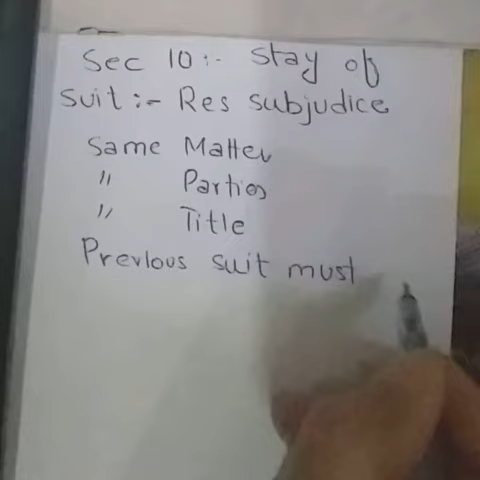 Sec 10:- Stay of
suit:- Res subjudice
Same Matter
" Parties
" Title
Previous suit must